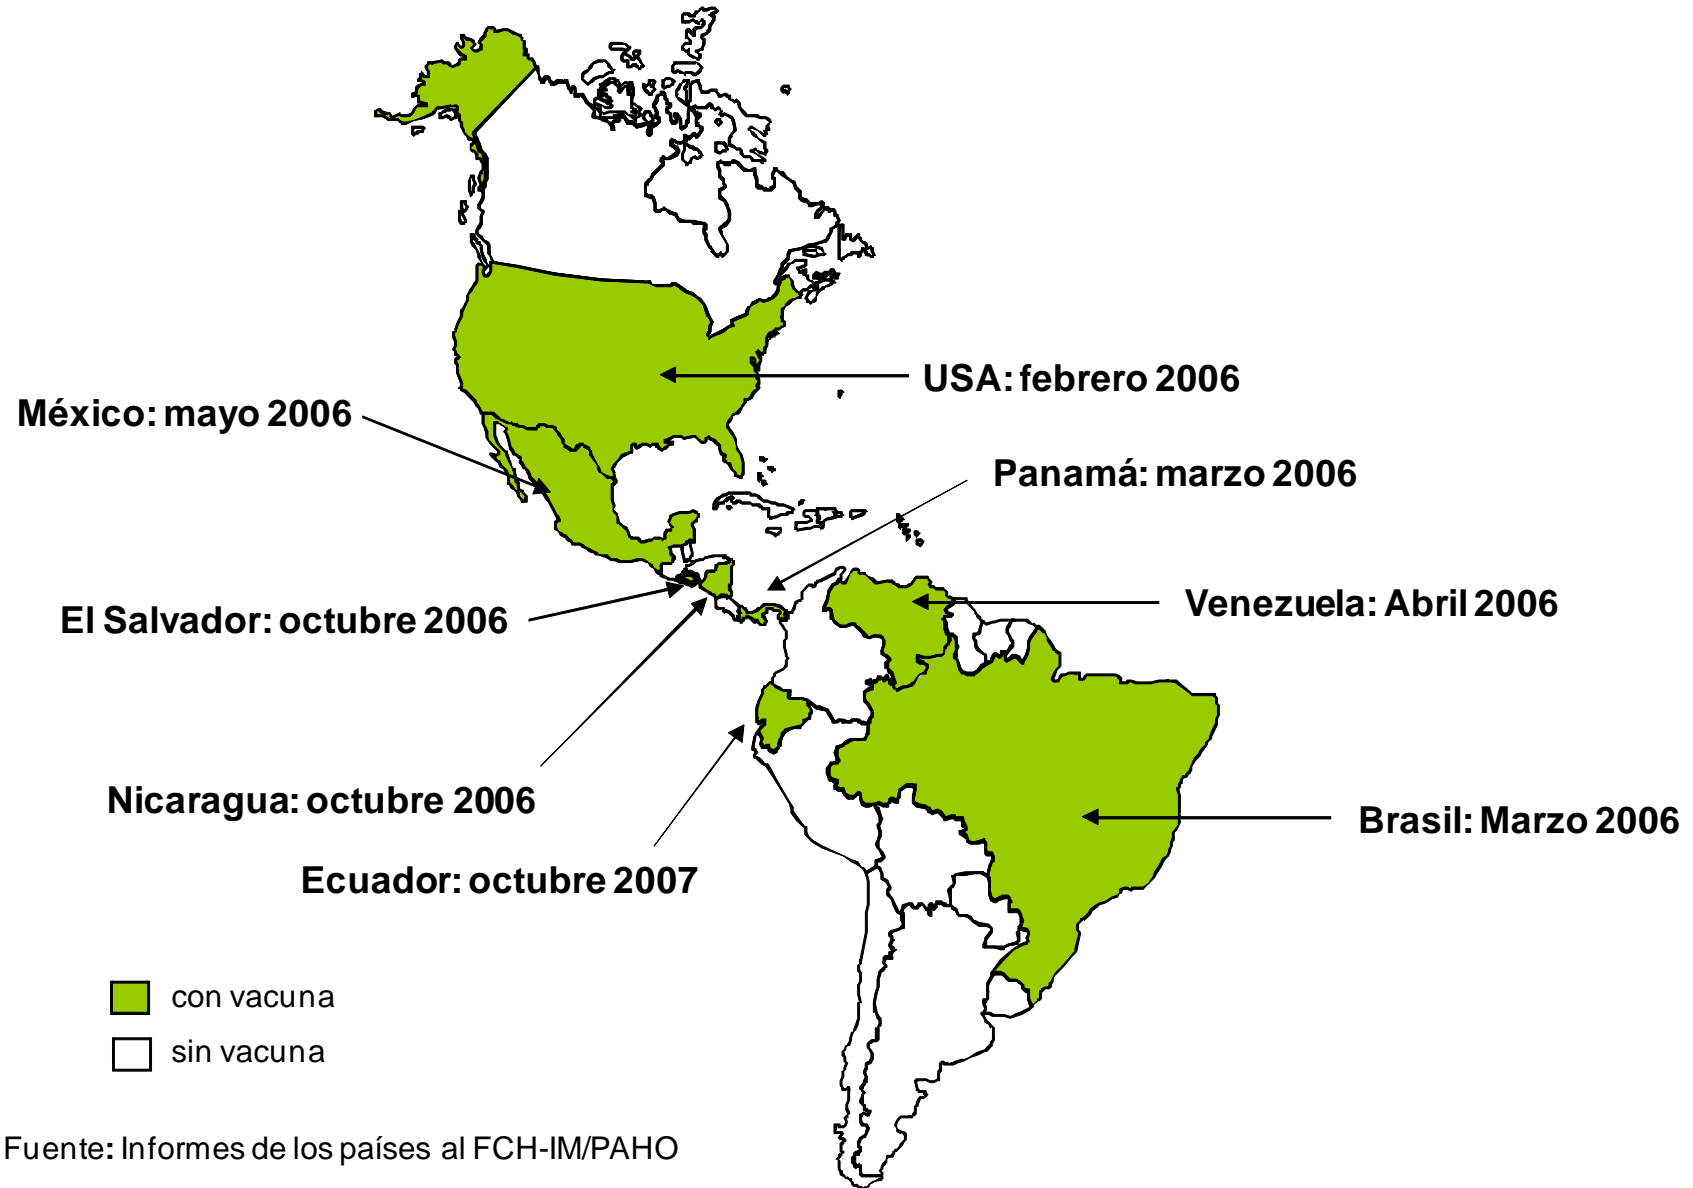 USA: febrero 2006
México: mayo 2006
Panamá: marzo 2006
Venezuela: Abril 2006
El Salvador: octubre 2006
Nicaragua: octubre 2006
Brasil: Marzo 2006
Ecuador: octubre 2007
con vacuna
sin vacuna
Fuente: Informes de los países al FCH-IM/PAHO